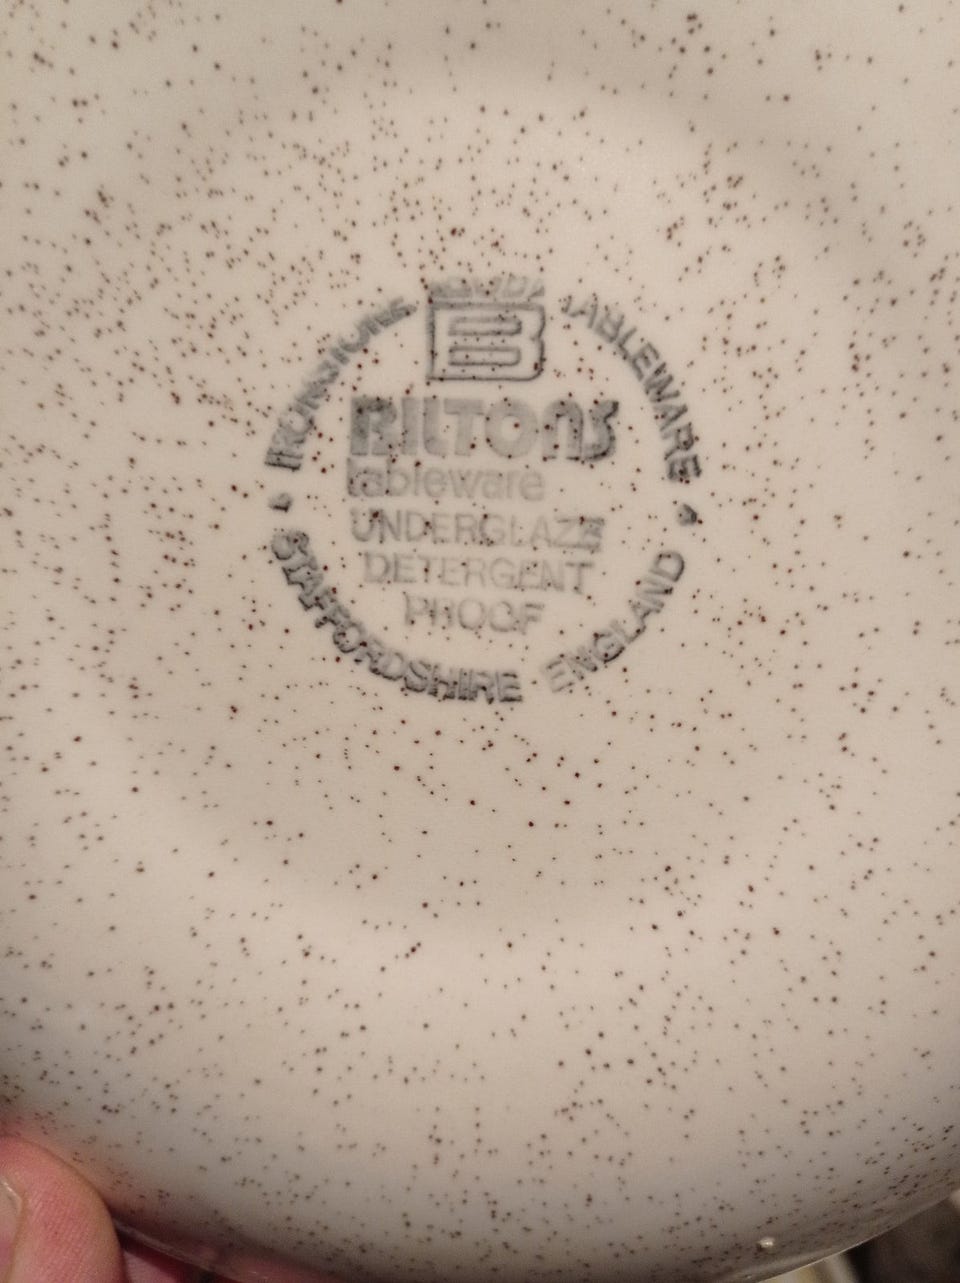 IRONSTONE TABLEWARE
B
BILTONS
tableware
UNDERGLAZE
DETERGENT
PROOF
STAFFORDSHIRE ENGLAND